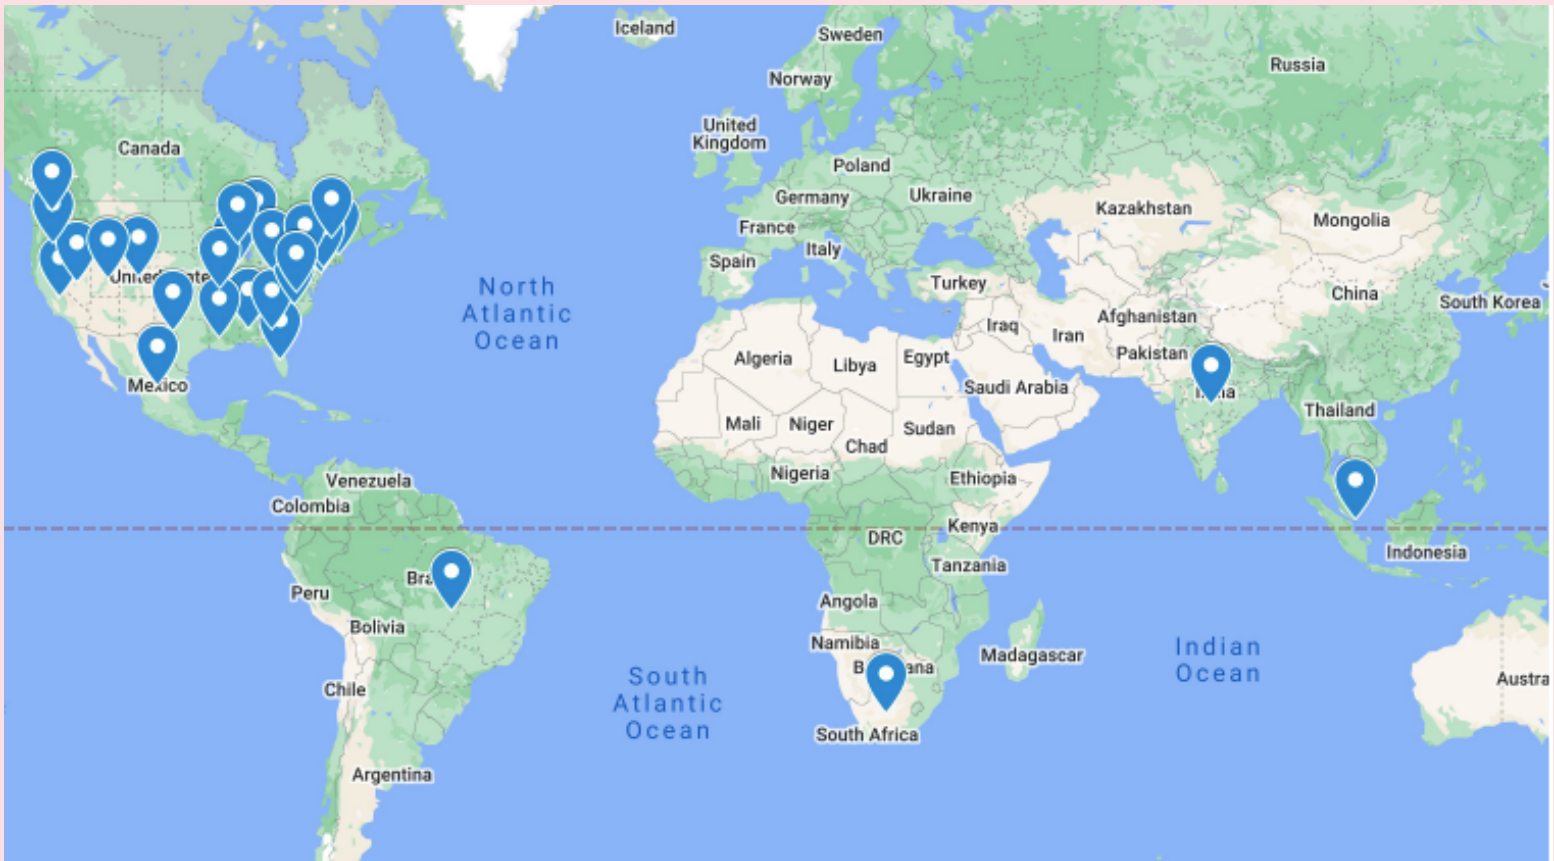 Iceland
Sweden
Russia
Norway
Canada
United
Kingdom
Poland
Germany
Ukraine
Kazakhstan
Mongolia
France
Italy
Spain
North
Atlantic
Ocean
Turkey
China
South Korea
Iraq
Iran
Afghanistan
Algeria
Libya
Egypt
Pakistan
Mexico
Saudi Arabia
Mali
Niger
Chad
Sudan
Thailand
Venezuela
Nigeria
Ethiopia
Colombia
DRC
Kenya
Indonesia
Tanzania
Bra
Peru
Angola
Bolivia
Namibia
Madagascar
Indian
Ocean
B
ana
South
Atlantic
Ocean
Chile
Austra
South Africa
Argentina